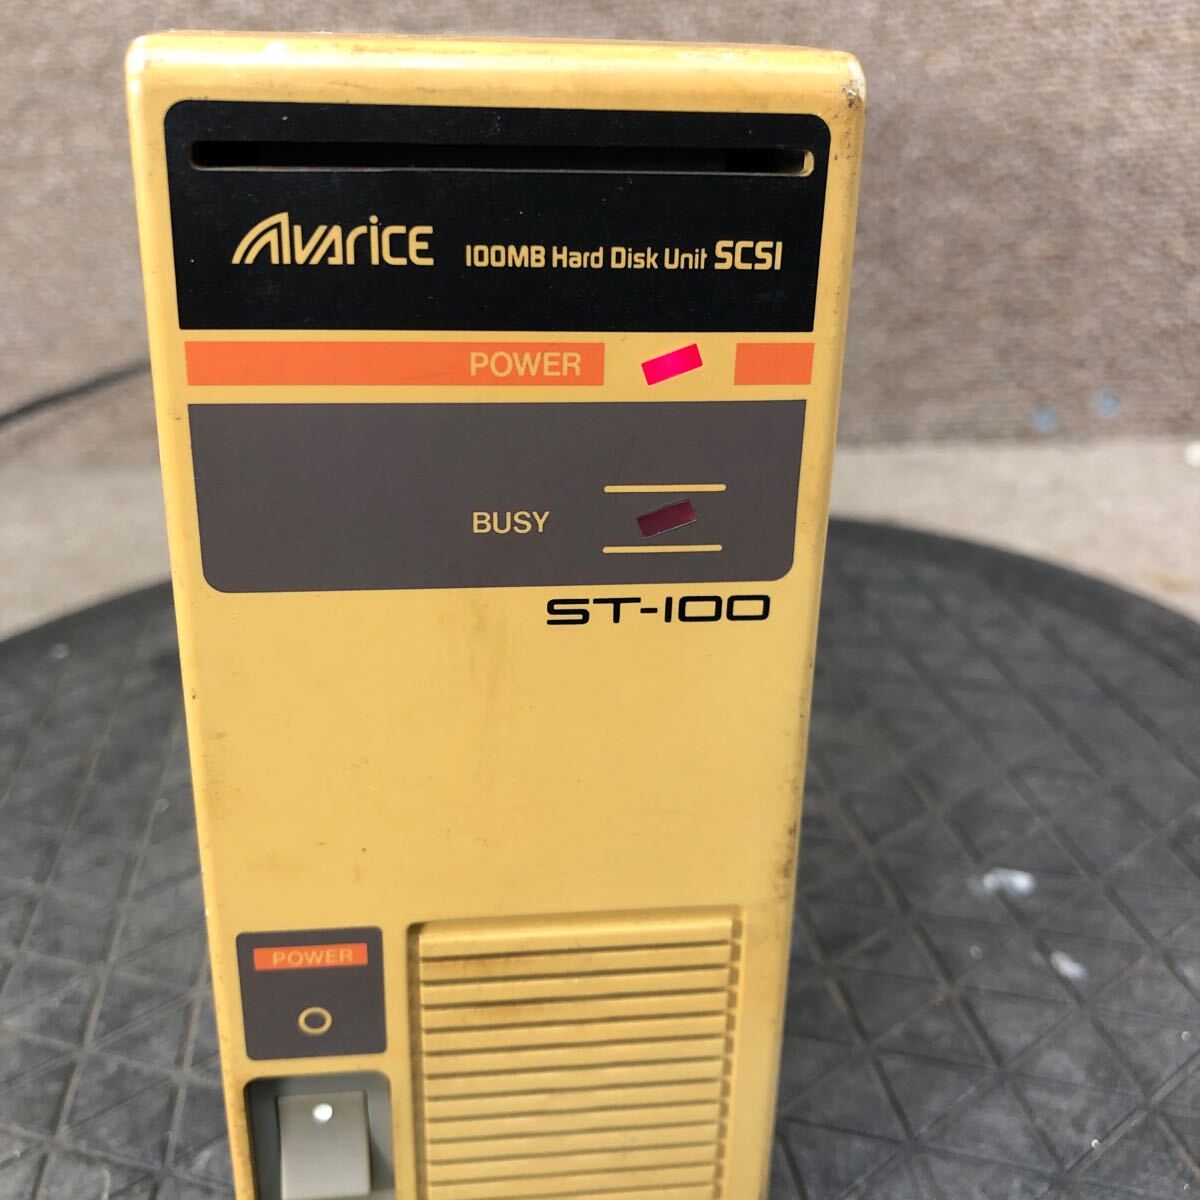 AVARICE 100MB Hard Disk Unit SCSI
POWER
BUSY
ST-100
POWER